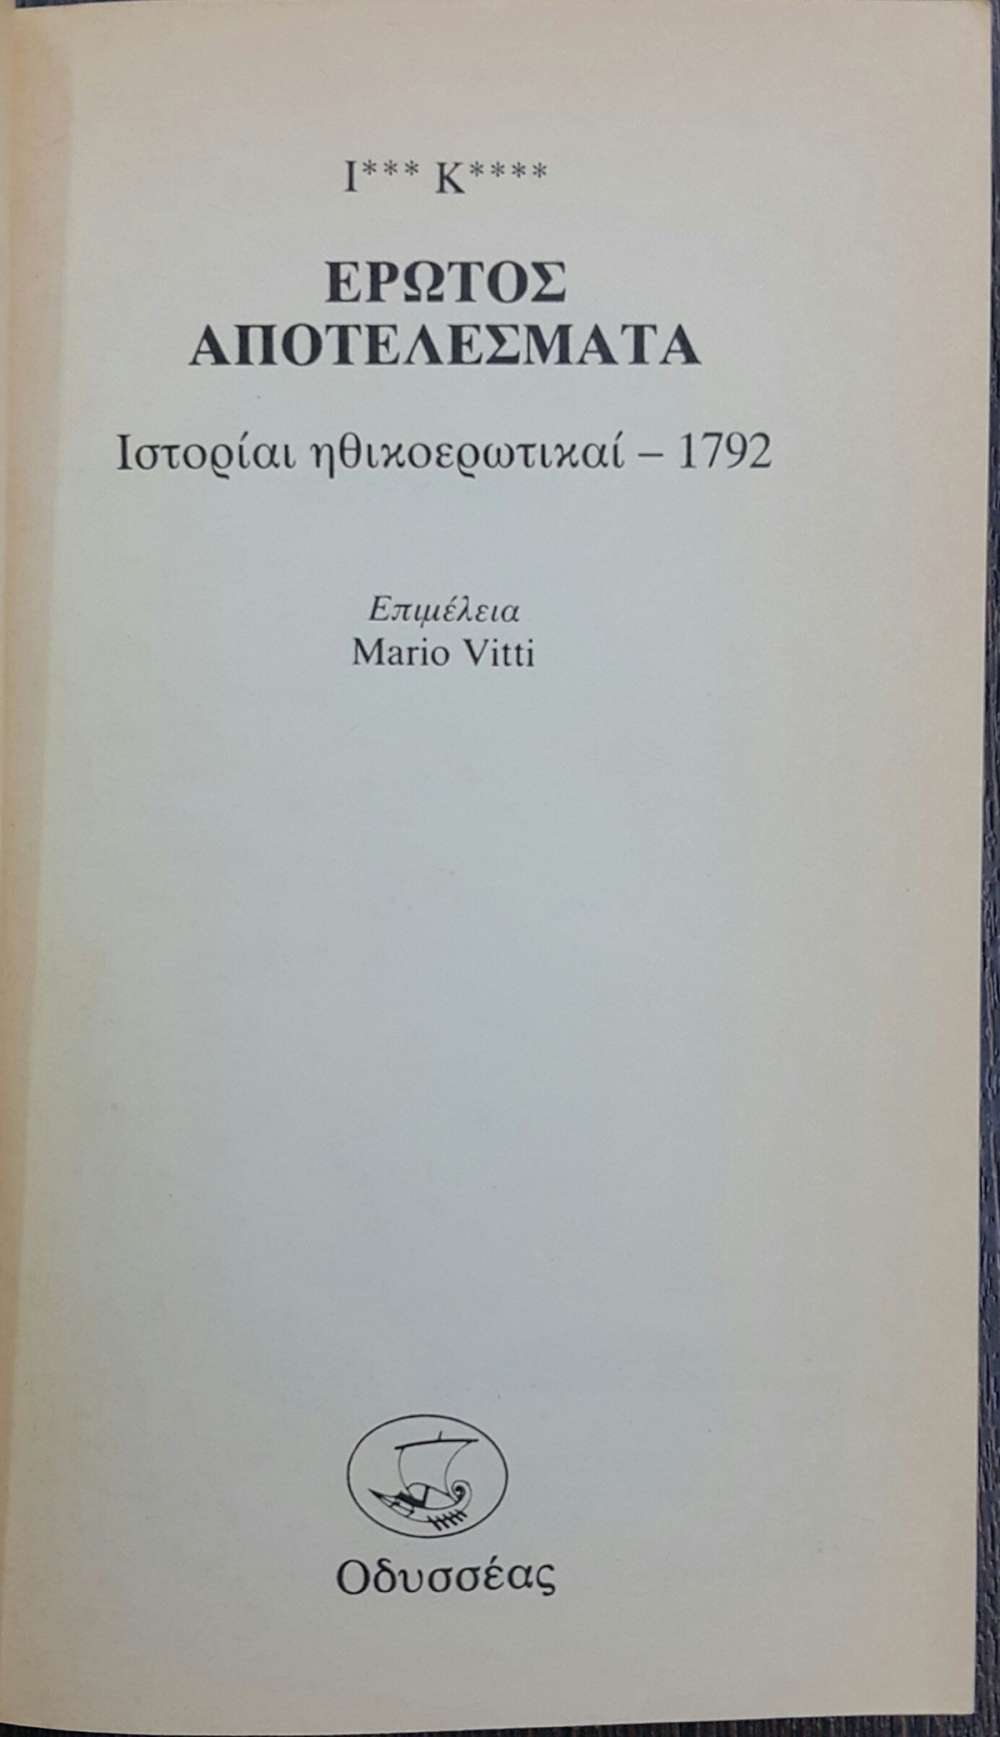 Ι*** Κ****
ΕΡΩΤΟΣ
ΑΠΟΤΕΛΕΣΜΑΤΑ
Ιστορίαι ηθικοερωτικαί – 1792
Επιμέλεια
Mario Vitti
Οδυσσέας